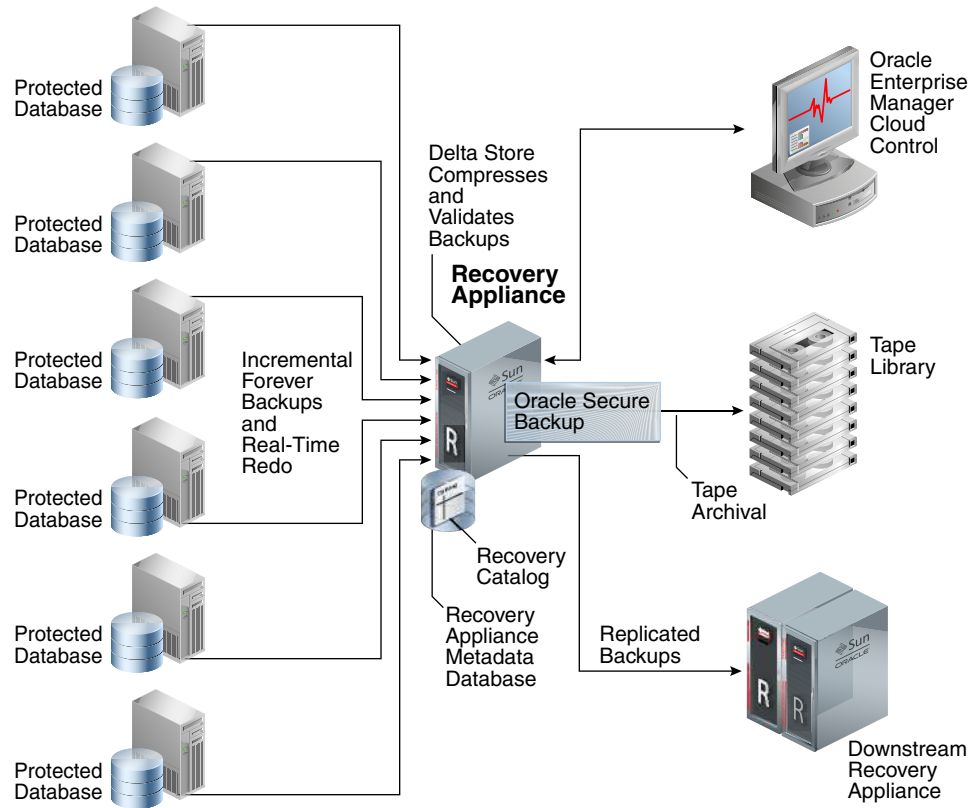 Protected
Database
Protected
Database
Protected
Database
Protected
Database
Protected
Database
Protected
Database
Incremental
Forever
Backups
and
Real-Time
Redo
Delta Store
Compresses
and
Validates
Backups
Recovery
Appliance
Sun
ORACLE
R
Oracle Secure
Backup
Recovery
Catalog
Recovery
Appliance
Metadata
Database
Oracle
Enterprise
Manager
Cloud
Control
Tape
Library
Tape
Archival
Replicated
Backups
Sun
ORACLE
R
R
Downstream
Recovery
Appliance